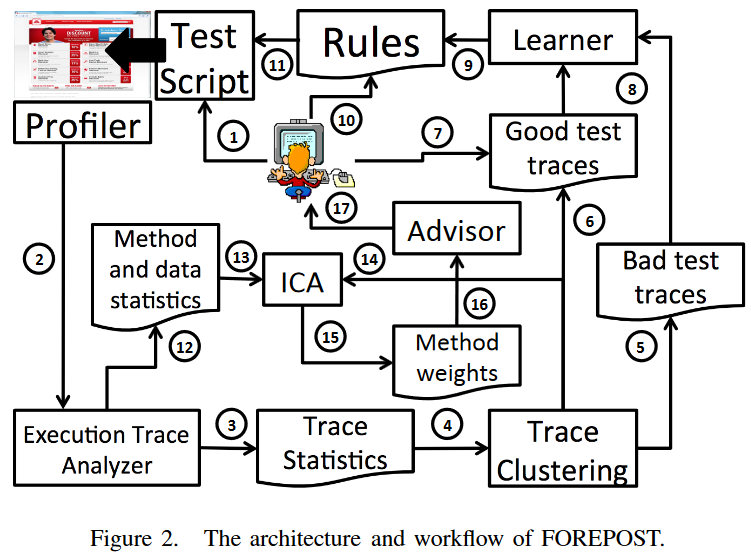 Test
Script
Rules
Learner
11
9
8
Profiler
1
10
7
Good test
traces
17
6
2
Method
and data
statistics
13
ICA
14
Advisor
Bad test
traces
12
15
16
Method
weights
5
Execution Trace
Analyzer
3
Trace
Statistics
4
Trace
Clustering
Figure 2. The architecture and workflow of FOREPOST.